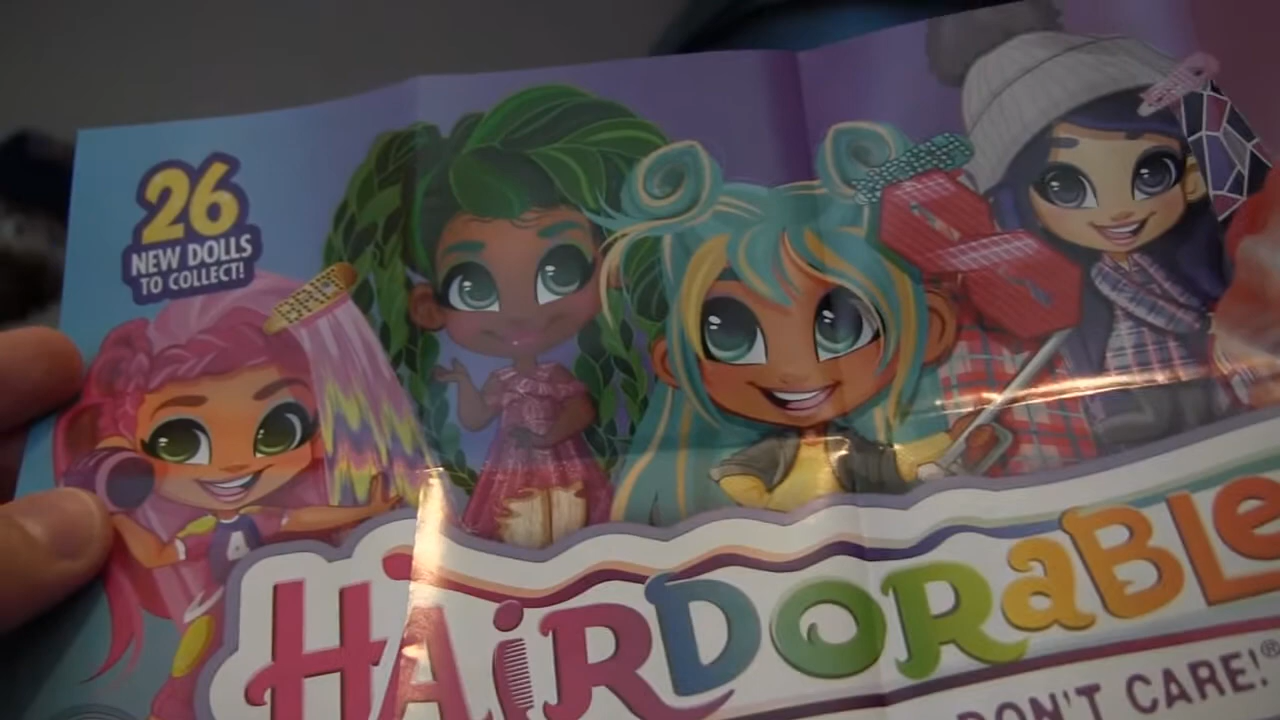 26
NEW DOLLS
TO COLLECT!
A
HAiRDORaBLe
DON'T CARE!®